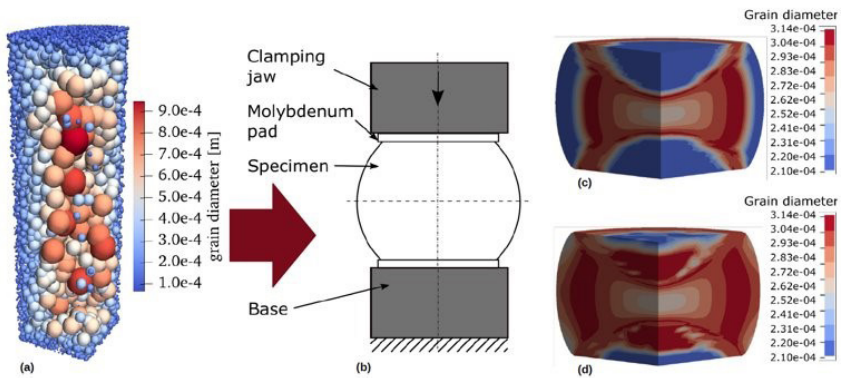 9.0e-4
8.0e-4
7.0e-4
6.0e-4
5.0e-4
4.0e-4
3.0e-4
2.0e-4
1.0e-4
grain diameter [m]
(a)
Clamping
jaw
Molybdenum
pad
Specimen
Base
(b)
Grain diameter
3.14e-04
3.04e-04
2.93e-04
2.83e-04
2.72e-04
2.62e-04
2.52e-04
2.41e-04
2.31e-04
2.20e-04
2.10e-04
(c)
Grain diameter
3.14e-04
3.04e-04
2.93e-04
2.83e-04
2.72e-04
2.62e-04
2.52e-04
2.41e-04
2.31e-04
2.20e-04
2.10e-04
(d)